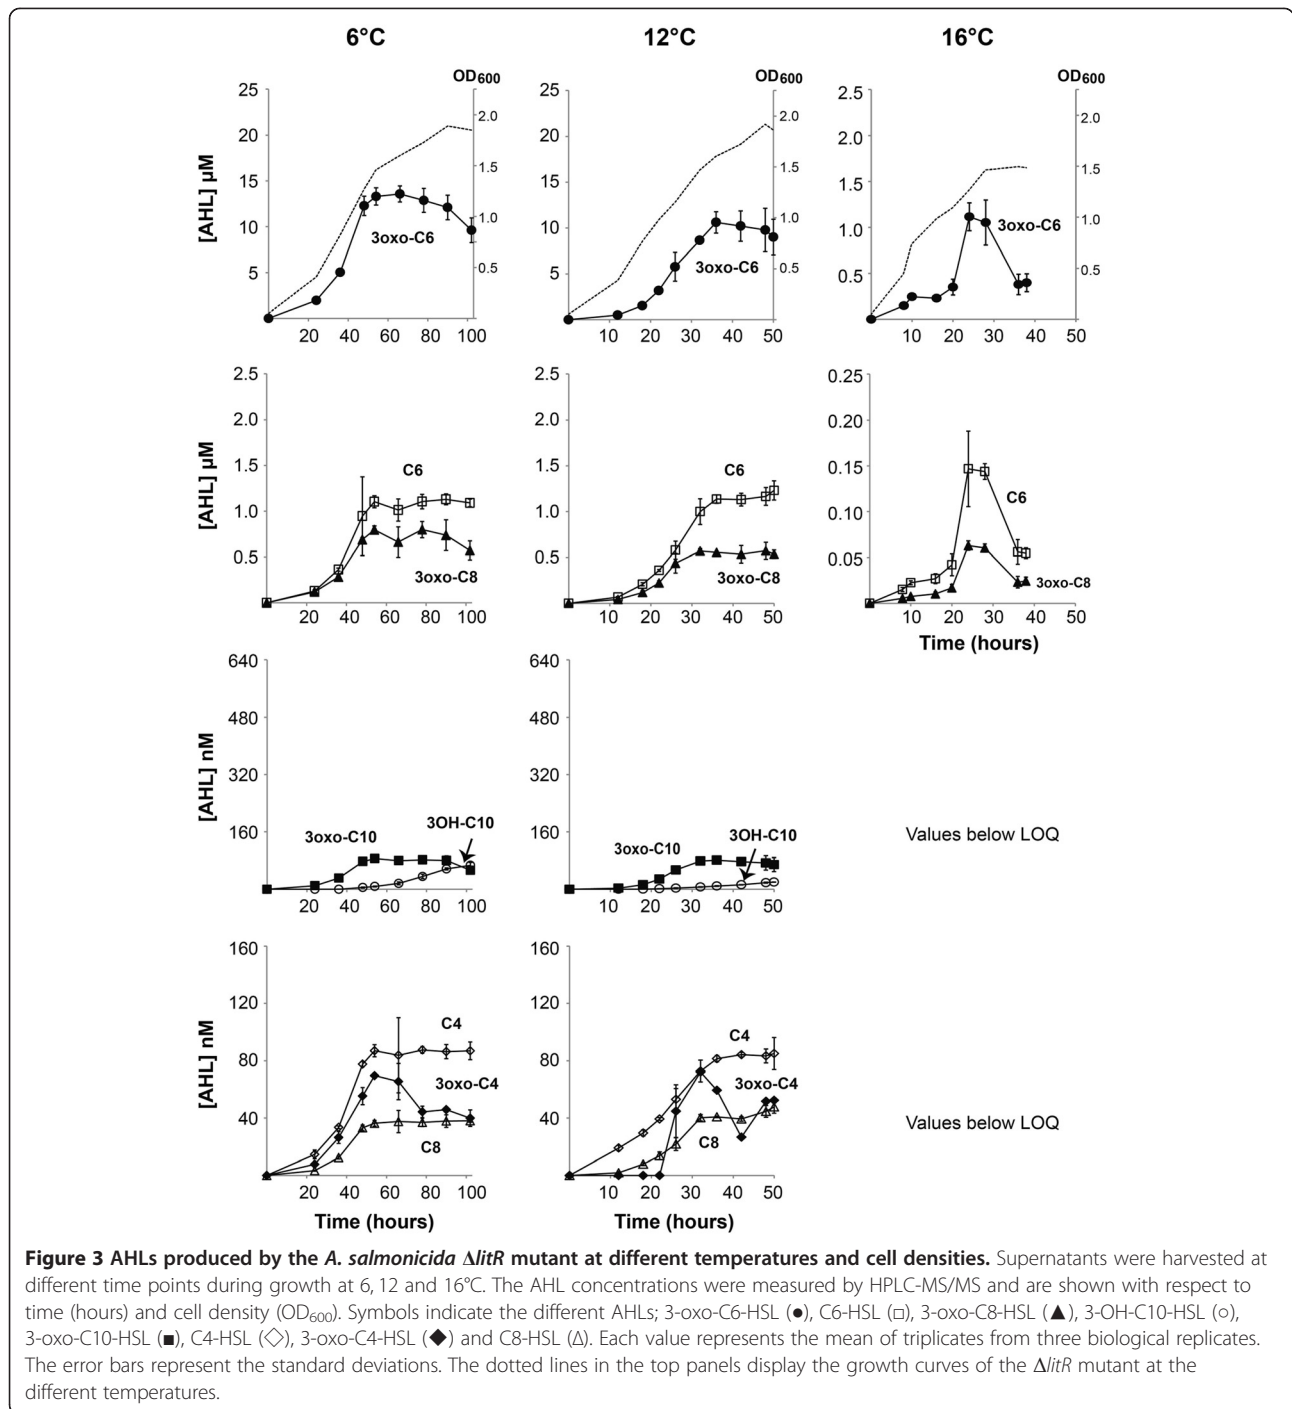 6°C 12°C 16°C
OD600 OD600 OD600
[AHL] µM
25 20 15 10 5
2.0 1.5 1.0 0.5
3oxo-C6
20 40 60 80 100
25 20 15 10 5
2.0 1.5 1.0 0.5
3oxo-C6
10 20 30 40 50
2.5 2.0 1.5 1.0 0.5
2.0 1.5 1.0 0.5
3oxo-C6
10 20 30 40 50
[AHL] µM
2.5 2.0 1.5 1.0 0.5
C6
3oxo-C8
20 40 60 80 100
2.5 2.0 1.5 1.0 0.5
C6
3oxo-C8
10 20 30 40 50
0.25 0.20 0.15 0.10 0.05
C6
3oxo-C8
10 20 30 40 50
Time (hours)
[AHL] nM
640 480 320 160
3oxo-C10 3OH-C10
20 40 60 80 100
640 480 320 160
3oxo-C10 3OH-C10
10 20 30 40 50
Values below LOQ
[AHL] nM
160 120 80 40
C4
3oxo-C4
C8
20 40 60 80 100
Time (hours)
160 120 80 40
C4
3oxo-C4
C8
10 20 30 40 50
Time (hours)
Values below LOQ
Figure 3 AHLs produced by the A. salmonicida ΔlitR mutant at different temperatures and cell densities. Supernatants were harvested at
different time points during growth at 6, 12 and 16°C. The AHL concentrations were measured by HPLC-MS/MS and are shown with respect to
time (hours) and cell density (OD600). Symbols indicate the different AHLs; 3-oxo-C6-HSL (●), C6-HSL (□), 3-oxo-C8-HSL (▲), 3-OH-C10-HSL (○),
3-oxo-C10-HSL (■), C4-HSL (◇), 3-oxo-C4-HSL (◆) and C8-HSL (Δ). Each value represents the mean of triplicates from three biological replicates.
The error bars represent the standard deviations. The dotted lines in the top panels display the growth curves of the ΔlitR mutant at the
different temperatures.